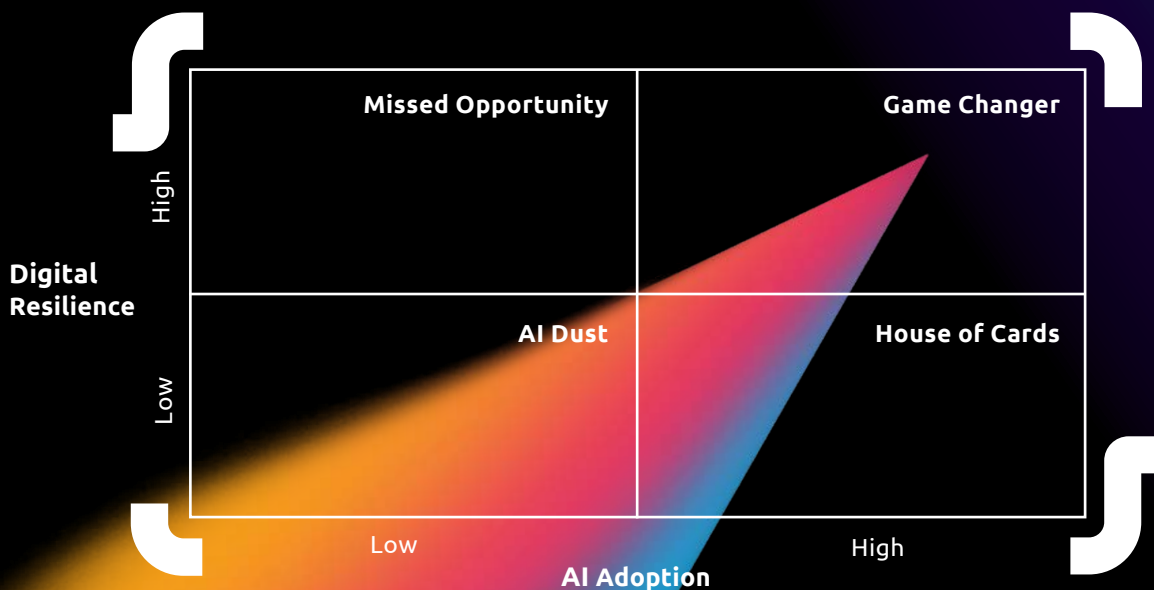 Missed Opportunity
Game Changer
High
Digital
Resilience
AI Dust
House of Cards
Low
Low
High
AI Adoption